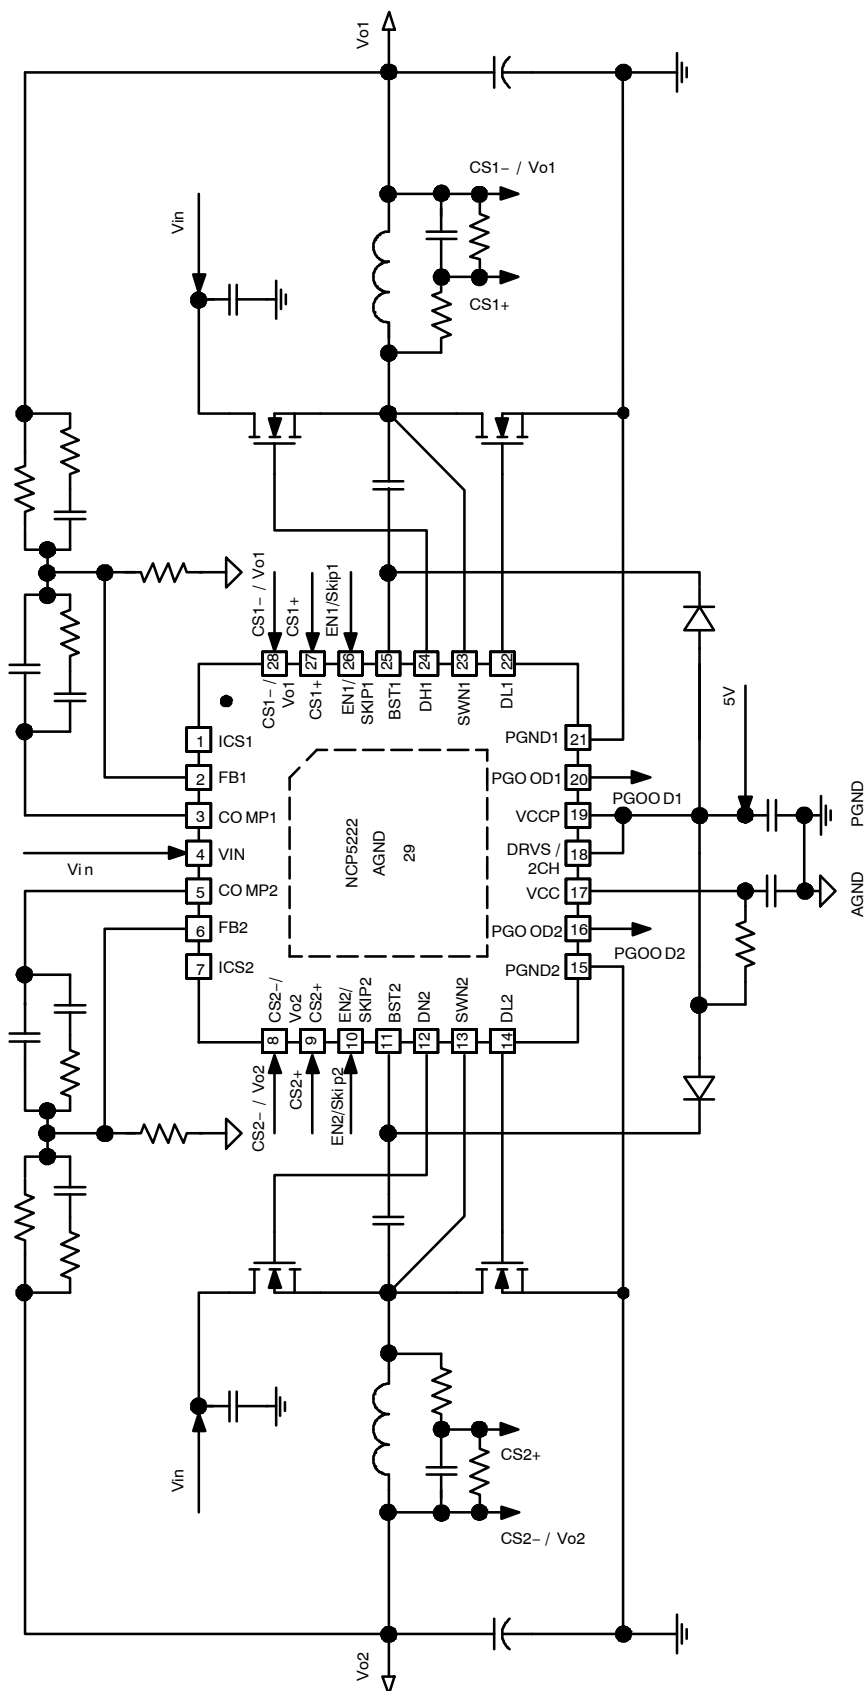 Vo1
CS1– / Vo1
Vin
CS1+
CS1– / Vo1
CS1+
EN1/Skip1
28
27
26
25
24
23
22
CS1–/
Vo1
CS1+
EN1/
SKIP1
BST1
DH1
SWN1
DL1
1 ICS1
2 FB1
3 COMP1
Vin
4 VIN
5 COMP2
6 FB2
7 ICS2
NCP5222
AGND
29
PGND1 21
PGOOD1 20
PGOOD1
VCCP 19
DRVS /
2CH
18
VCC 17
PGOOD2 16
PGOOD2
PGND2 15
5V
PGND
AGND
CS2–/
Vo2
CS2+
EN2/
SKIP2
BST2
DN2
SWN2
DL2
8
9
10
11
12
13
14
CS2– / Vo2
CS2+
EN2/Skip2
Vin
CS2+
CS2– / Vo2
Vo2